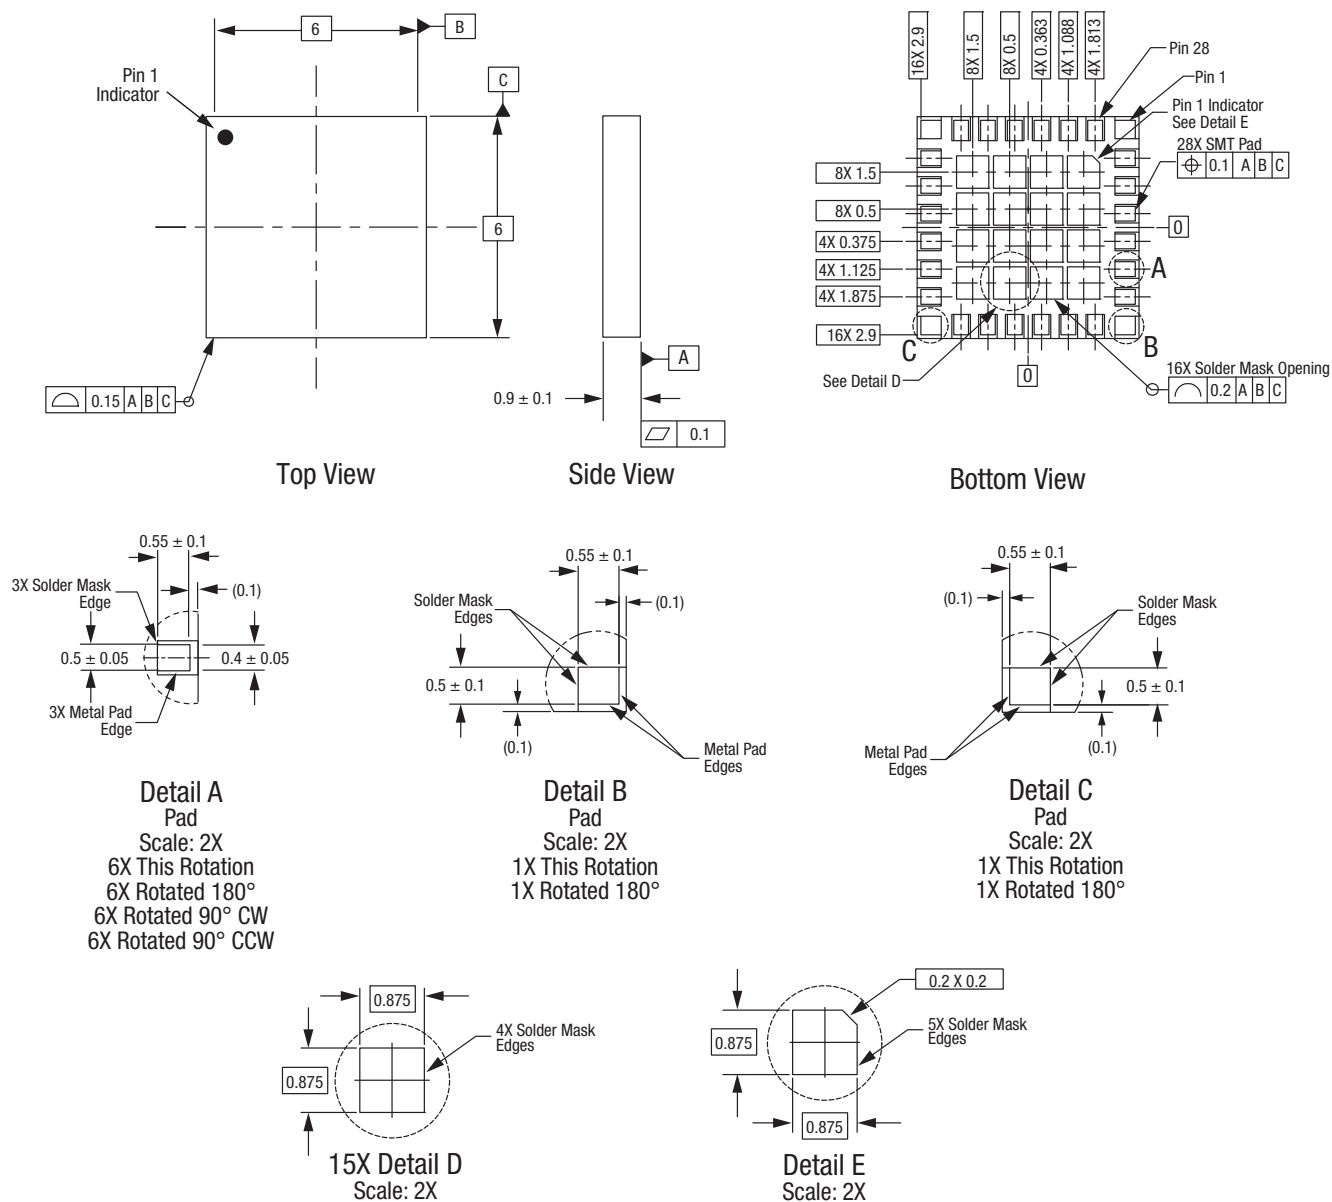 6
B
C
Pin 1
Indicator
6
0.15 A B C
Top View
A
0.9 ± 0.1
0.1
Side View
16X 2.9
8X 1.5
8X 0.5
4X 0.363
4X 1.088
4X 1.813
Pin 28
Pin 1
Pin 1 Indicator
See Detail E
28X SMT Pad
0.1 A B C
8X 1.5
8X 0.5
0
4X 0.375
4X 1.125
A
4X 1.875
16X 2.9
C
B
See Detail D
0
16X Solder Mask Opening
0.2 A B C
Bottom View
0.55 ± 0.1
3X Solder Mask
Edge
(0.1)
0.5 ± 0.05
0.4 ± 0.05
3X Metal Pad
Edge
Detail A
Pad
Scale: 2X
6X This Rotation
6X Rotated 180°
6X Rotated 90° CW
6X Rotated 90° CCW
0.55 ± 0.1
Solder Mask
Edges
(0.1)
0.5 ± 0.1
(0.1)
Metal Pad
Edges
Detail B
Pad
Scale: 2X
1X This Rotation
1X Rotated 180°
0.55 ± 0.1
(0.1)
Solder Mask
Edges
0.5 ± 0.1
(0.1)
Metal Pad
Edges
Detail C
Pad
Scale: 2X
1X This Rotation
1X Rotated 180°
0.875
4X Solder Mask
Edges
0.875
15X Detail D
Scale: 2X
0.2 X 0.2
5X Solder Mask
Edges
0.875
0.875
Detail E
Scale: 2X